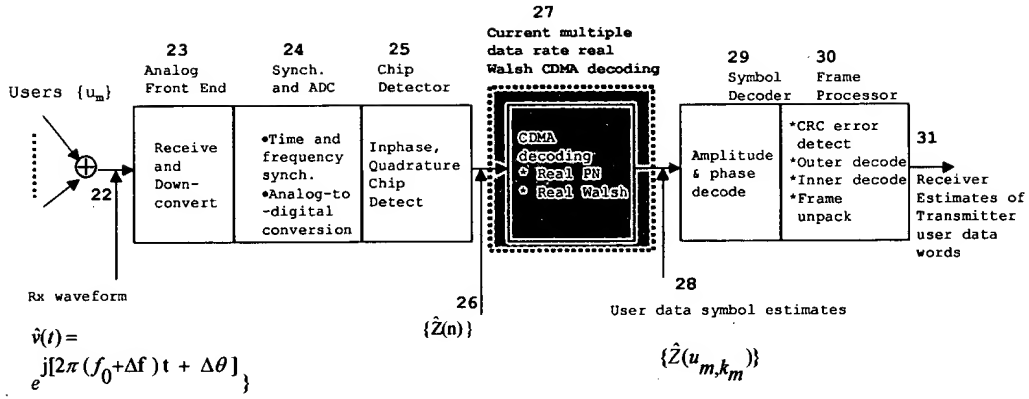 27
Current multiple
data rate real
Walsh CDMA decoding
23
Analog
Front End
24
Synch.
and ADC
25
Chip
Detector
29
Symbol
Decoder
30
Frame
Processor
Users {u_m}
22
Receive
and
Down-
convert
•Time and
frequency
synch.
•Analog-to
-digital
conversion
Inphase,
Quadrature
Chip
Detect
CDMA
decoding
* Real PN
* Real Walsh
Amplitude
& phase
decode
*CRC error
detect
*Outer decode
*Inner decode
*Frame
unpack
31
Receiver
Estimates of
Transmitter
user data
words
Rx waveform
v̂(t) =
e^{j[2π(f_0+Δf)t + Δθ]}}
26
{Ẑ(n)}
28
User data symbol estimates
{Ẑ(u_{m,k_m})}